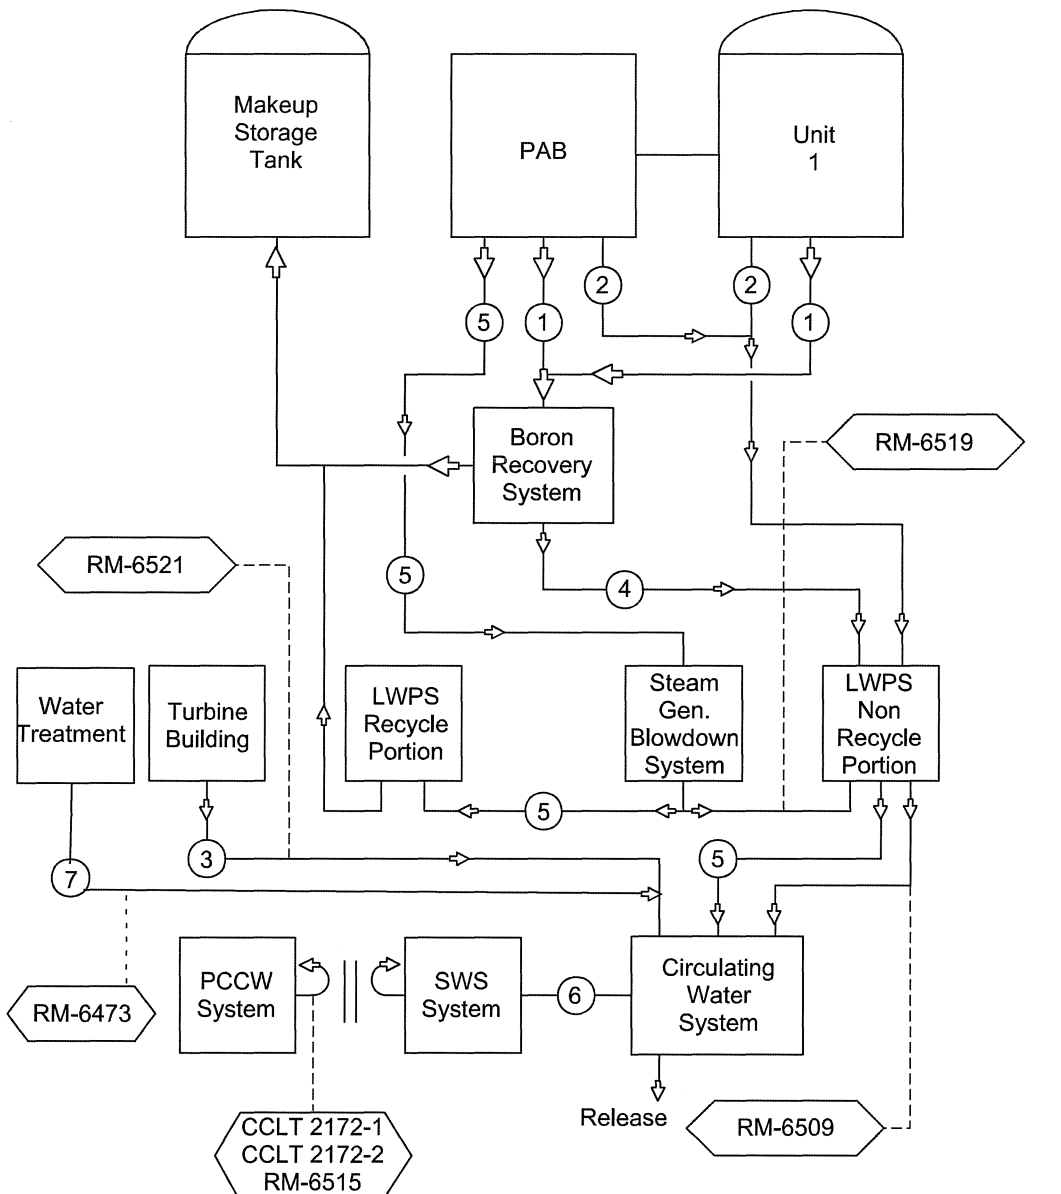 Makeup
Storage
Tank
PAB
Unit
1
2
2
5
1
1
Boron
Recovery
System
RM-6519
RM-6521
5
4
Water
Treatment
Turbine
Building
LWPS
Recycle
Portion
Steam
Gen.
Blowdown
System
LWPS
Non
Recycle
Portion
5
3
5
7
PCCW
System
SWS
System
6
Circulating
Water
System
RM-6473
Release
RM-6509
CCLT 2172-1
CCLT 2172-2
RM-6515